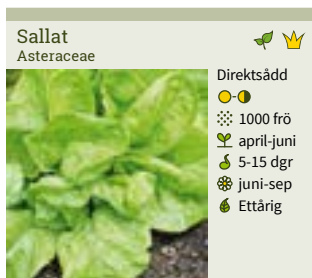 Sallat
Asteraceae
Direktsådd
-
1000 frö
april-juni
5-15 dgr
juni-sep
Ettårig